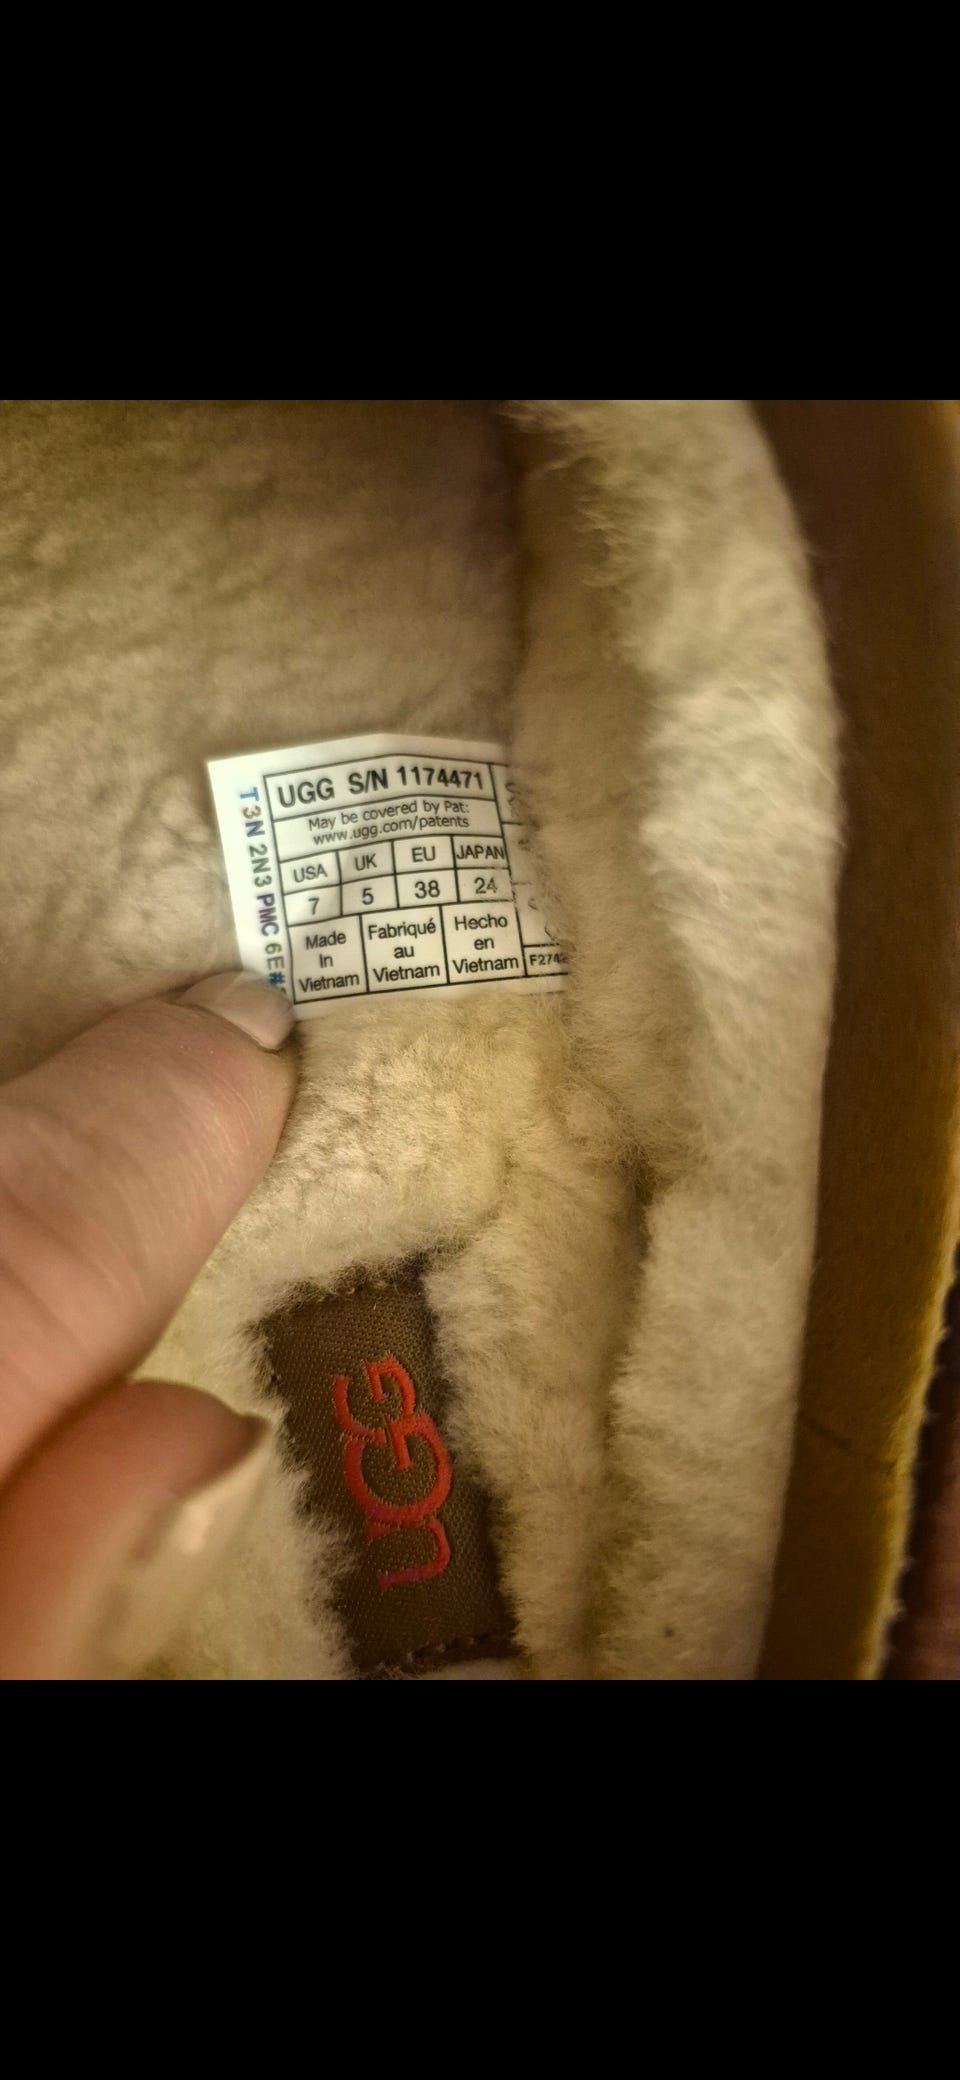 UGG S/N 1174471
May be covered by Pat:
www.ugg.com/patents
USA UK EU JAPAN
7 5 38 24
Made In Vietnam
Fabriqué au Vietnam
Hecho en Vietnam
T3N 2N3 PMC 6E#
UGG